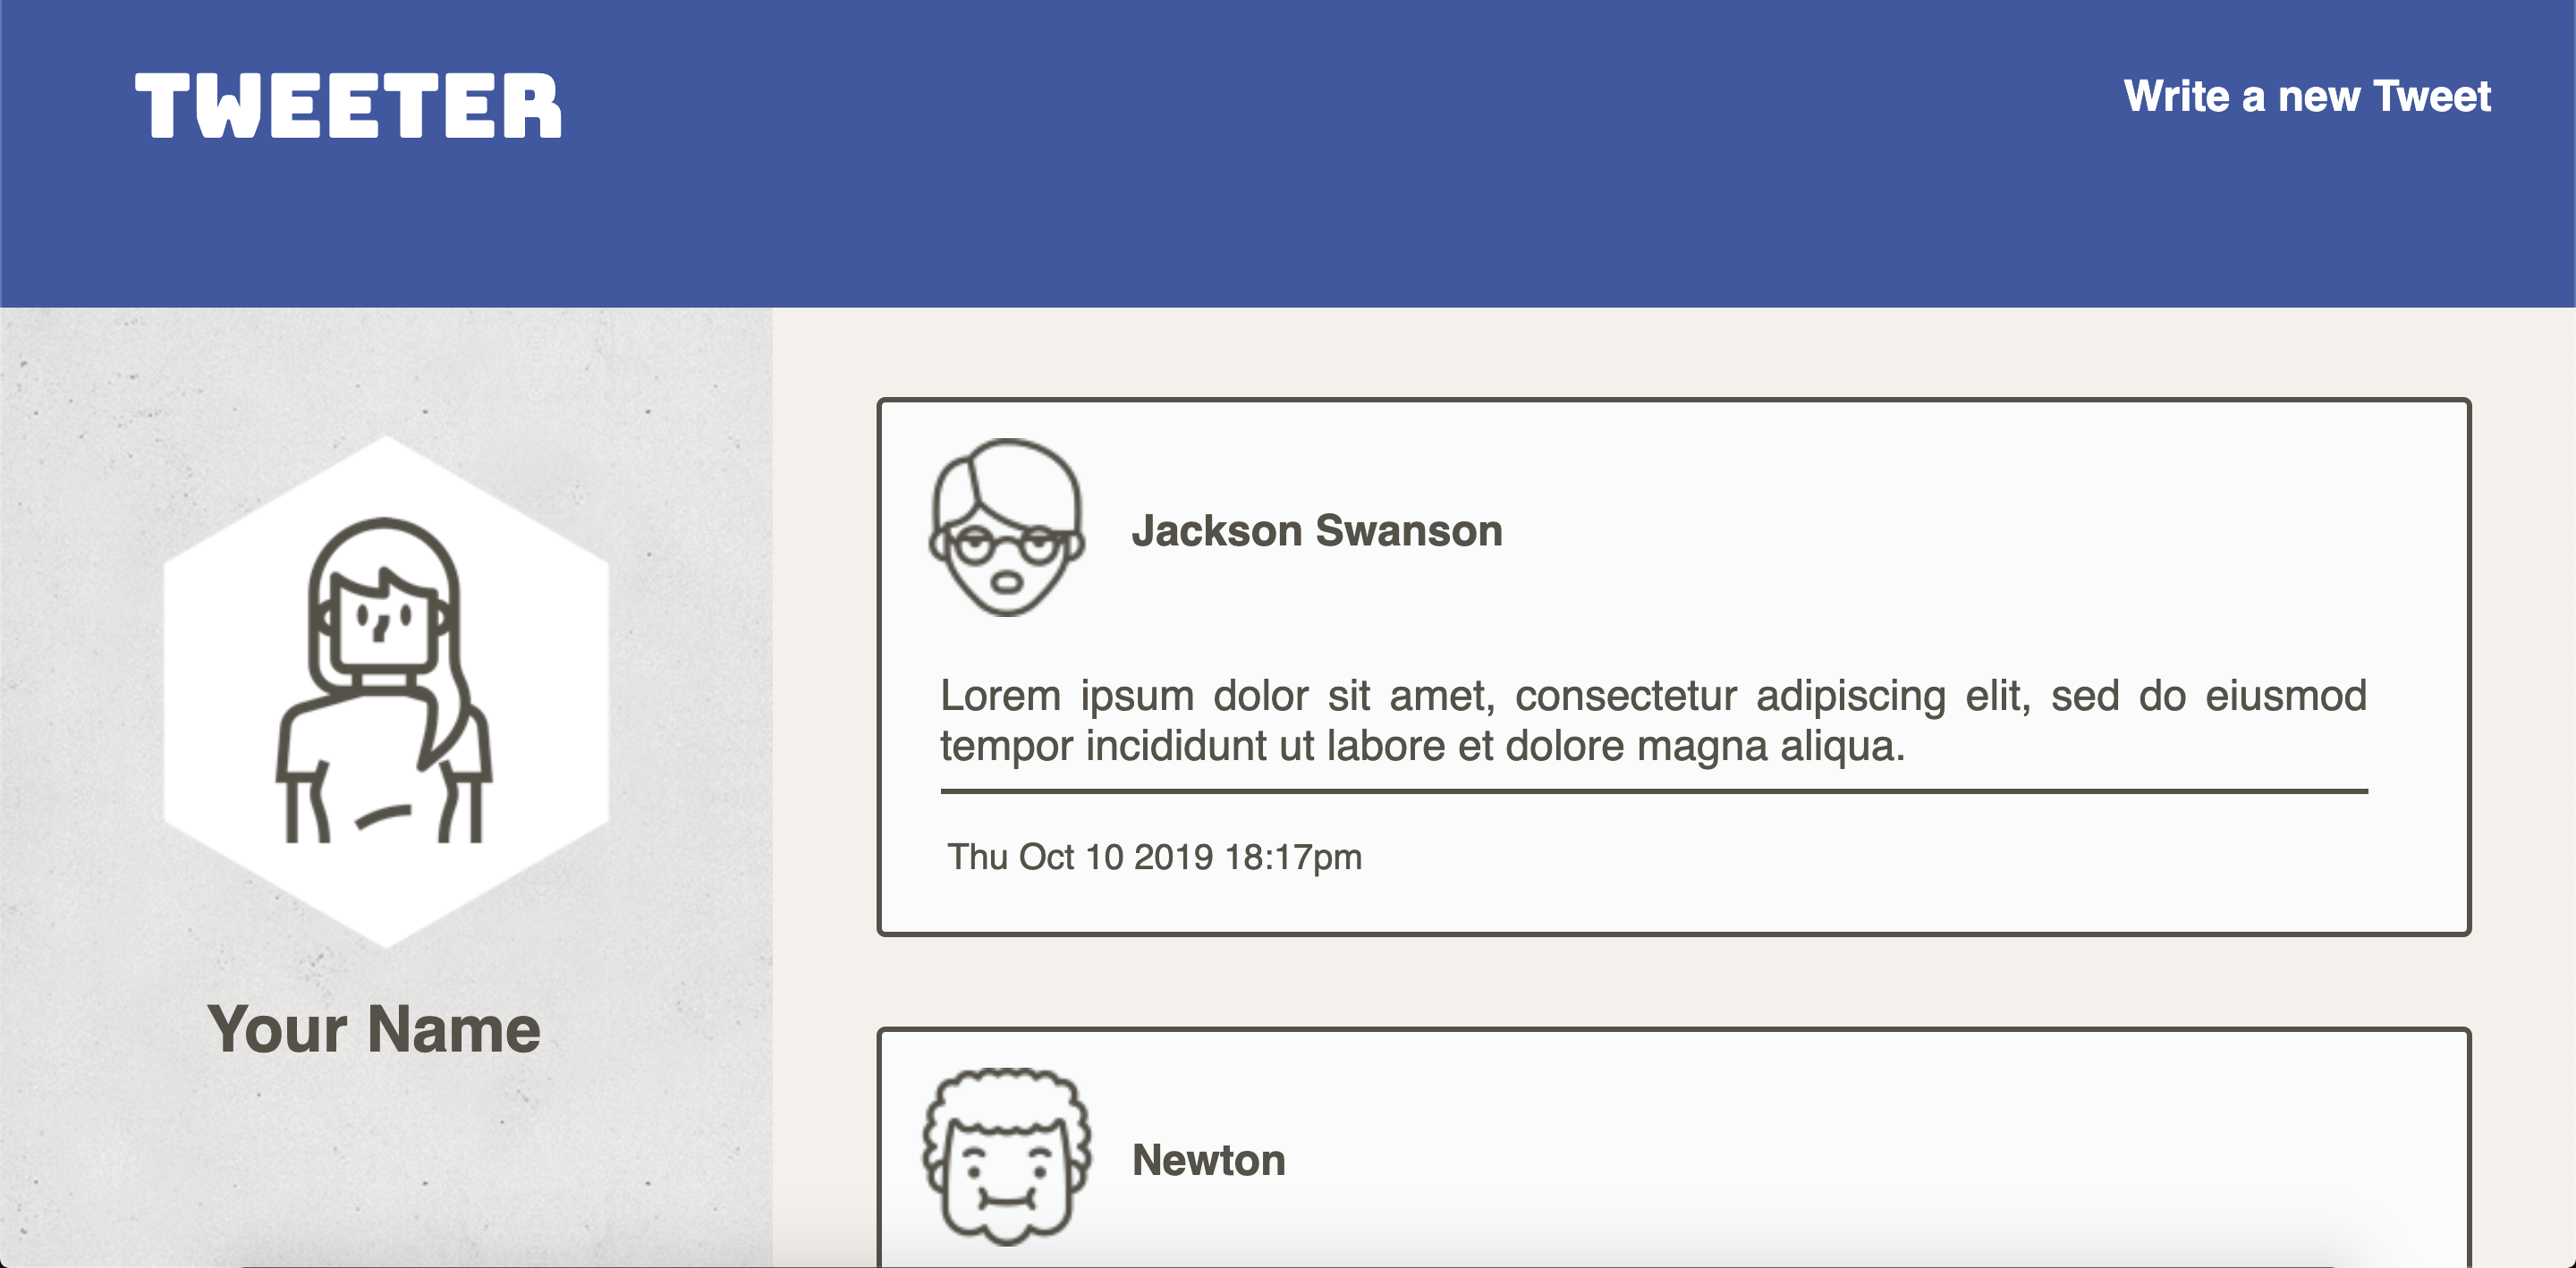 TWEETER
Write a new Tweet
Your Name
Jackson Swanson
Lorem ipsum dolor sit amet, consectetur adipiscing elit, sed do eiusmod
tempor incididunt ut labore et dolore magna aliqua.
Thu Oct 10 2019 18:17pm
Newton